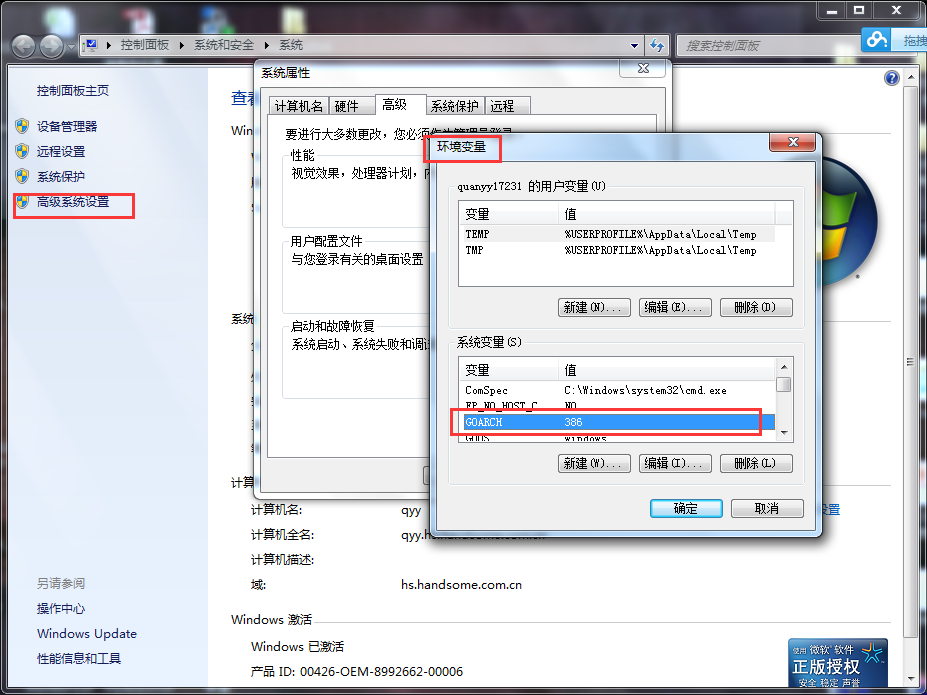 控制面板 ▸ 系统和安全 ▸ 系统
搜索控制面板
拖拽
控制面板主页
设备管理器
远程设置
系统保护
高级系统设置
另请参阅
操作中心
Windows Update
性能信息和工具
查看
Win
系统
计算
计算机名:
qyy
设置
计算机全名:
计算机描述:
域:
hs.handsome.com.cn
Windows 激活
Windows 已激活
产品 ID: 00426-OEM-8992662-00006
使用 微软 软件
正版授权
安全 稳定 声誉
系统属性
计算机名
硬件
高级
系统保护
远程
要进行大多数更改，您必须作为管理员登录
性能
视觉效果，处理器计划，
用户配置文件
与您登录有关的桌面设置
启动和故障恢复
系统启动、系统失败和调试
环境变量
quanyy17231 的用户变量(U)
变量 值
TEMP %USERPROFILE%\AppData\Local\Temp
TMP %USERPROFILE%\AppData\Local\Temp
新建(N)... 编辑(E)... 删除(D)
系统变量(S)
变量 值
ComSpec C:\Windows\system32\cmd.exe
FP_NO_HOST_C... NO
GOARCH 386
GOOS windows
新建(W)... 编辑(I)... 删除(L)
确定 取消